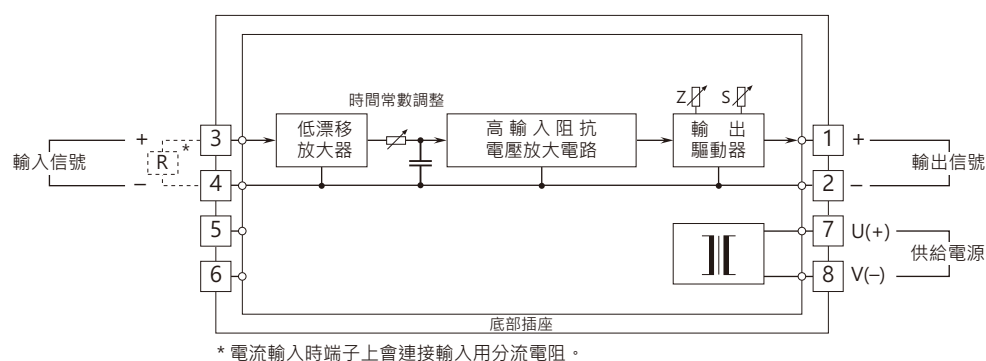 時間常數調整
Z
S
低漂移
放大器
高輸入阻抗
電壓放大電路
輸出
驅動器
輸入信號
+
–
R
*
3
4
5
6
1
+
2
–
輸出信號
7
U(+)
8
V(–)
供給電源
底部插座
* 電流輸入時端子上會連接輸入用分流電阻。